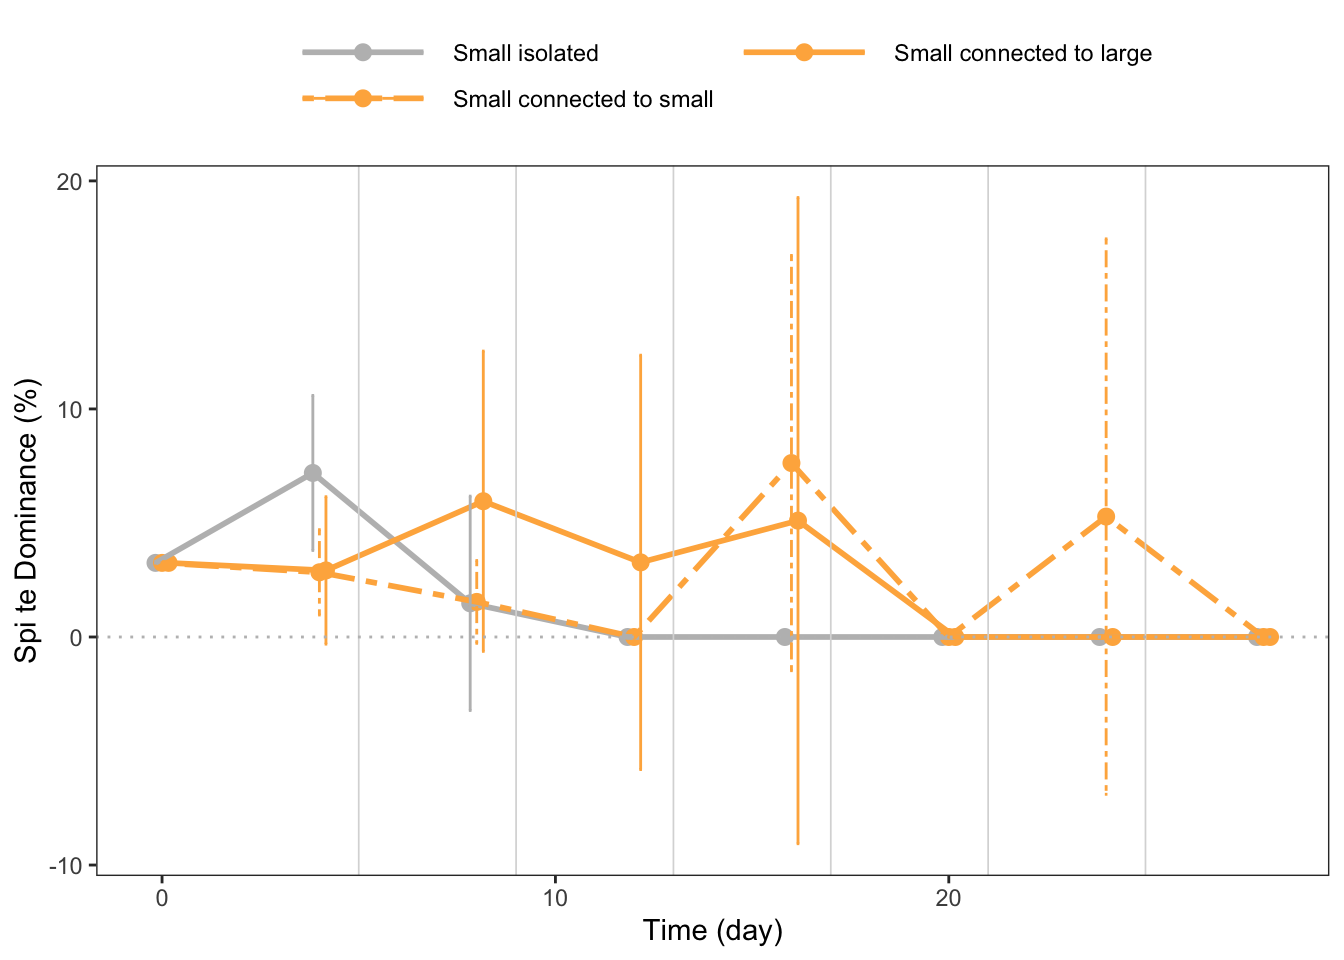 Small isolated
Small connected to large
Small connected to small
20
10
0
-10
Spi te Dominance (%)
0
10
20
Time (day)